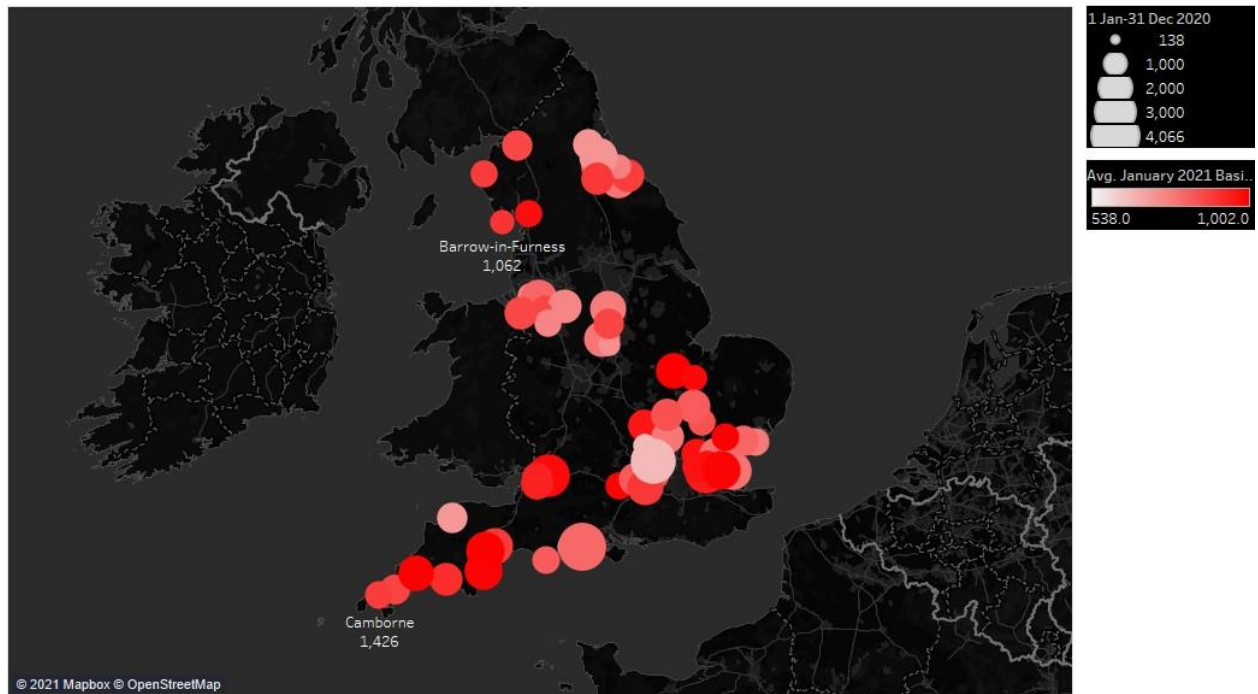 Barrow-in-Furness
1,062
Camborne
1,426
© 2021 Mapbox © OpenStreetMap
1 Jan-31 Dec 2020
138
1,000
2,000
3,000
4,066
Avg. January 2021 Basi..
538.0 1,002.0